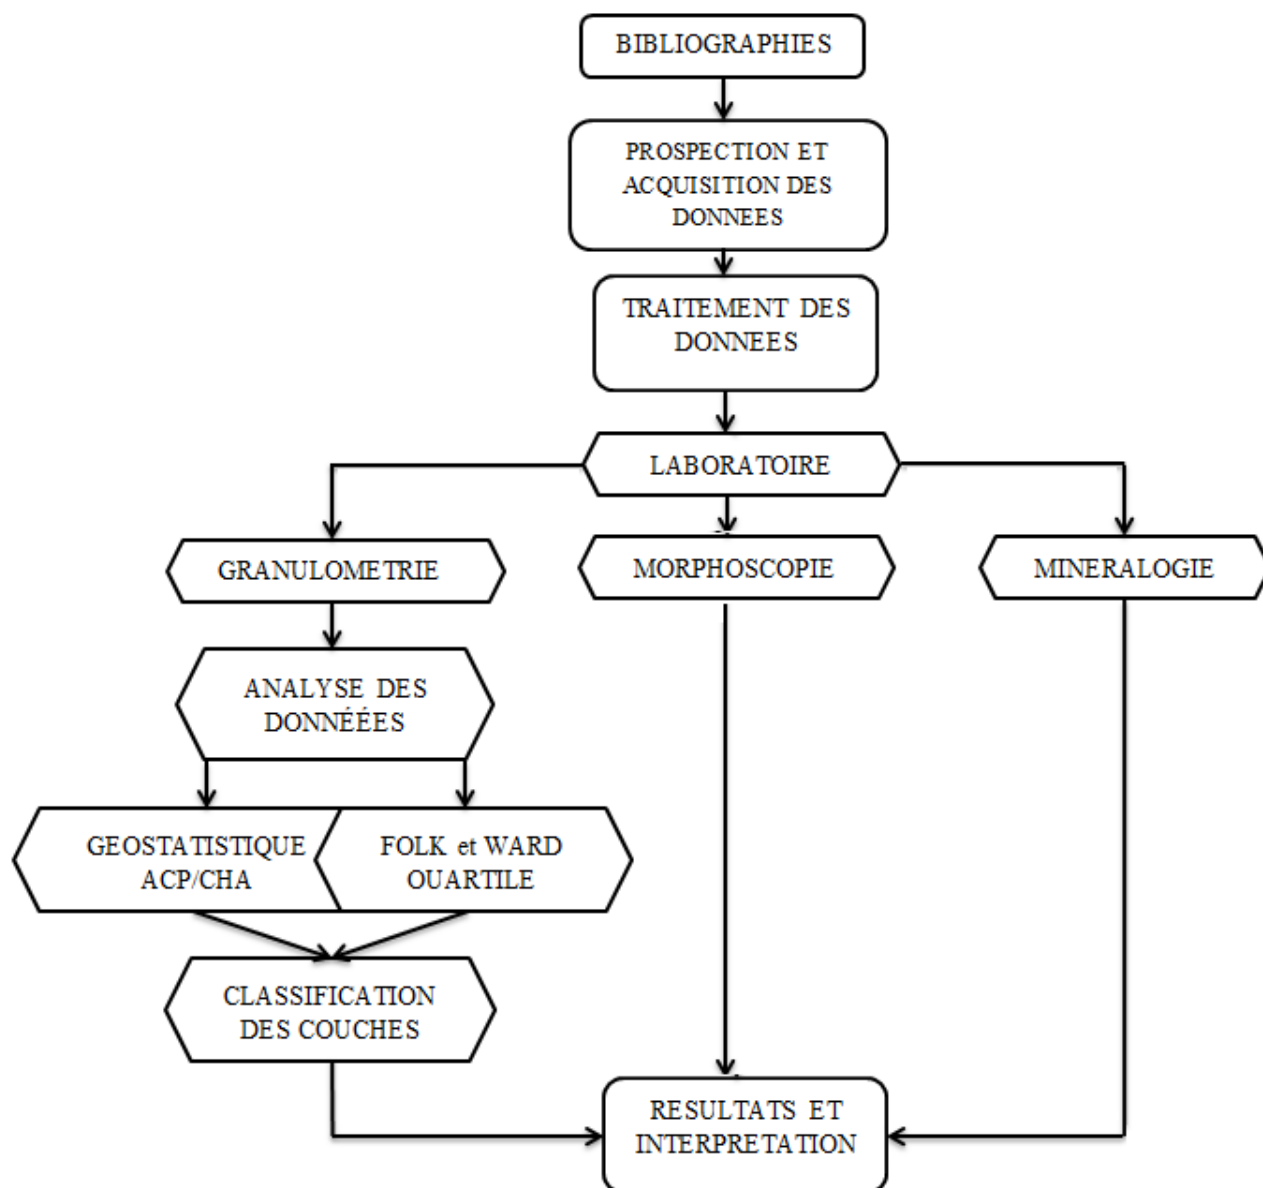 BIBLIOGRAPHIES
PROSPECTION ET
ACQUISITION DES
DONNEES
TRAITEMENT DES
DONNEES
LABORATOIRE
GRANULOMETRIE
MORPHOSCOPIE
MINERALOGIE
ANALYSE DES
DONNÉÉES
GEOSTATISTIQUE
ACP/CHA
FOLK et WARD
OUARTILE
CLASSIFICATION
DES COUCHES
RESULTATS ET
INTERPRETATION